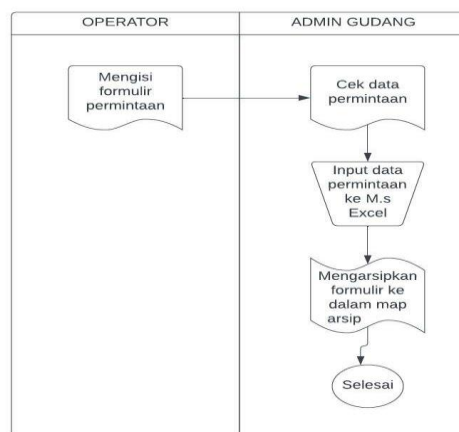 OPERATOR
ADMIN GUDANG
Mengisi
formulir
permintaan
Cek data
permintaan
Input data
permintaan
ke M.s
Excel
Mengarsipkan
formulir ke
dalam map
arsip
Selesai